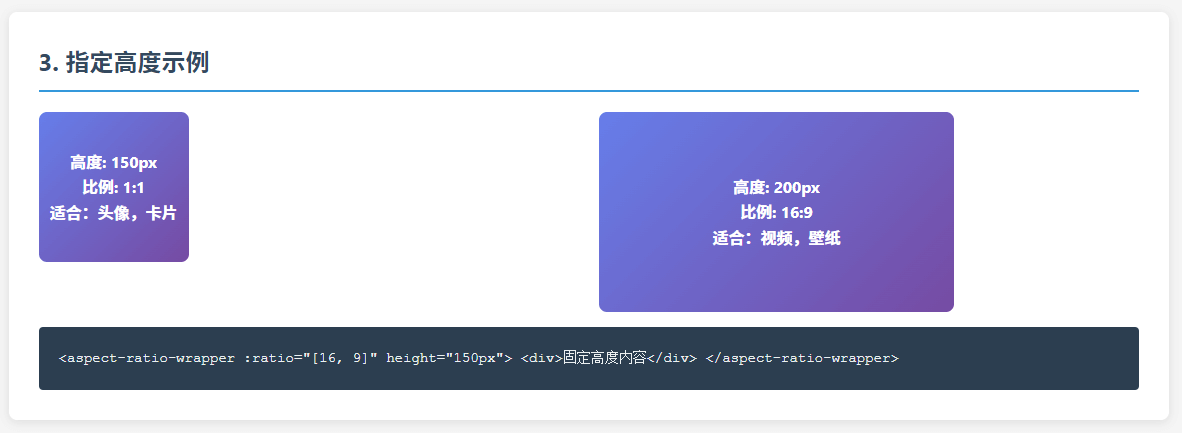 3. 指定高度示例
高度: 150px
比例: 1:1
适合：头像，卡片
高度: 200px
比例: 16:9
适合：视频，壁纸
<aspect-ratio-wrapper :ratio="[16, 9]" height="150px"> <div>固定高度内容</div> </aspect-ratio-wrapper>